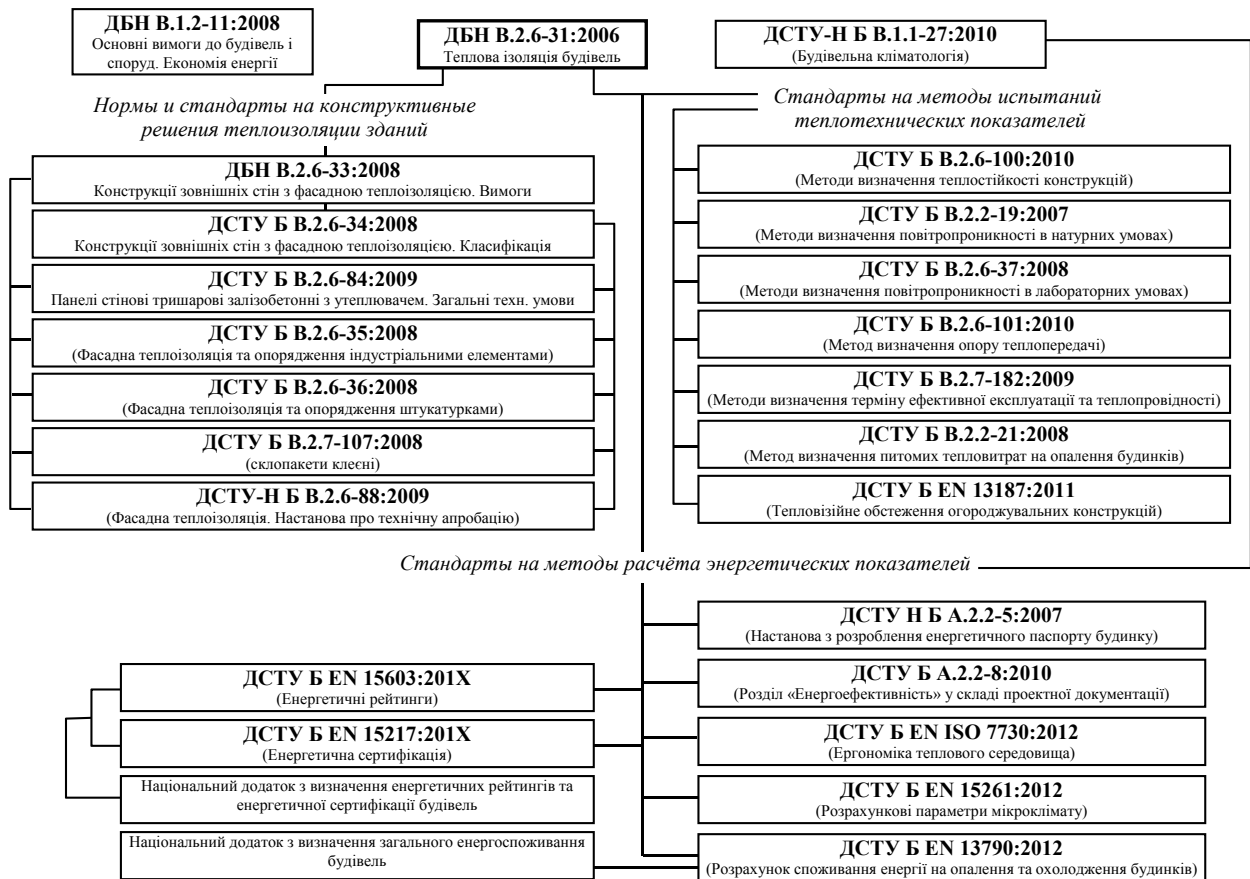 ДБН В.1.2-11:2008
Основні вимоги до будівель і
споруд. Економія енергії
ДБН В.2.6-31:2006
Теплова ізоляція будівель
ДСТУ-Н Б В.1.1-27:2010
(Будівельна кліматологія)
Нормы и стандарты на конструктивные
решения теплоизоляции зданий
ДБН В.2.6-33:2008
Конструкції зовнішніх стін з фасадною теплоізоляцією. Вимоги
ДСТУ Б В.2.6-34:2008
Конструкції зовнішніх стін з фасадною теплоізоляцією. Класифікація
ДСТУ Б В.2.6-84:2009
Панелі стінові тришарові залізобетонні з утеплювачем. Загальні техн. умови
ДСТУ Б В.2.6-35:2008
(Фасадна теплоізоляція та опорядження індустріальними елементами)
ДСТУ Б В.2.6-36:2008
(Фасадна теплоізоляція та опорядження штукатурками)
ДСТУ Б В.2.7-107:2008
(склопакети клеєні)
ДСТУ-Н Б В.2.6-88:2009
(Фасадна теплоізоляція. Настанова про технічну апробацію)
Стандарты на методы испытаний
теплотехнических показателей
ДСТУ Б В.2.6-100:2010
(Методи визначення теплостійкості конструкцій)
ДСТУ Б В.2.2-19:2007
(Методи визначення повітропроникності в натурних умовах)
ДСТУ Б В.2.6-37:2008
(Методи визначення повітропроникності в лабораторних умовах)
ДСТУ Б В.2.6-101:2010
(Метод визначення опору теплопередачі)
ДСТУ Б В.2.7-182:2009
(Методи визначення терміну ефективної експлуатації та теплопровідності)
ДСТУ Б В.2.2-21:2008
(Метод визначення питомих тепловитрат на опалення будинків)
ДСТУ Б EN 13187:2011
(Тепловізійне обстеження огороджувальних конструкцій)
Стандарты на методы расчёта энергетических показателей
ДСТУ Б EN 15603:201X
(Енергетичні рейтинги)
ДСТУ Б EN 15217:201X
(Енергетична сертифікація)
Національний додаток з визначення енергетичних рейтингів та
енергетичної сертифікації будівель
Національний додаток з визначення загального енергоспоживання
будівель
ДСТУ Н Б А.2.2-5:2007
(Настанова з розроблення енергетичного паспорту будинку)
ДСТУ Б А.2.2-8:2010
(Розділ «Енергоефективність» у складі проектної документації)
ДСТУ Б EN ISO 7730:2012
(Ергономіка теплового середовища)
ДСТУ Б EN 15261:2012
(Розрахункові параметри мікроклімату)
ДСТУ Б EN 13790:2012
(Розрахунок споживання енергії на опалення та охолодження будинків)